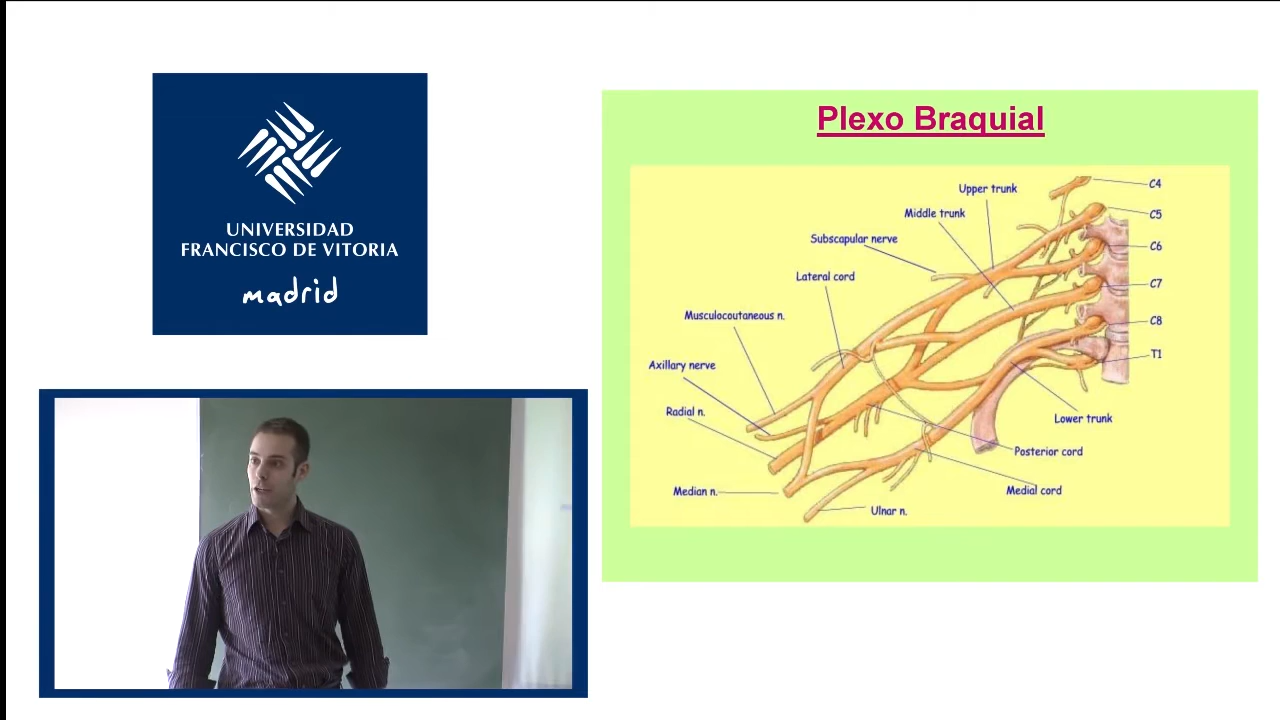 UNIVERSIDAD
FRANCISCO DE VITORIA
madrid
Plexo Braquial
Upper trunk
Middle trunk
Subscapular nerve
Lateral cord
Musculocoutaneous n.
Axillary nerve
Radial n.
Median n.
Ulnar n.
Medial cord
Posterior cord
Lower trunk
C4
C5
C6
C7
C8
T1